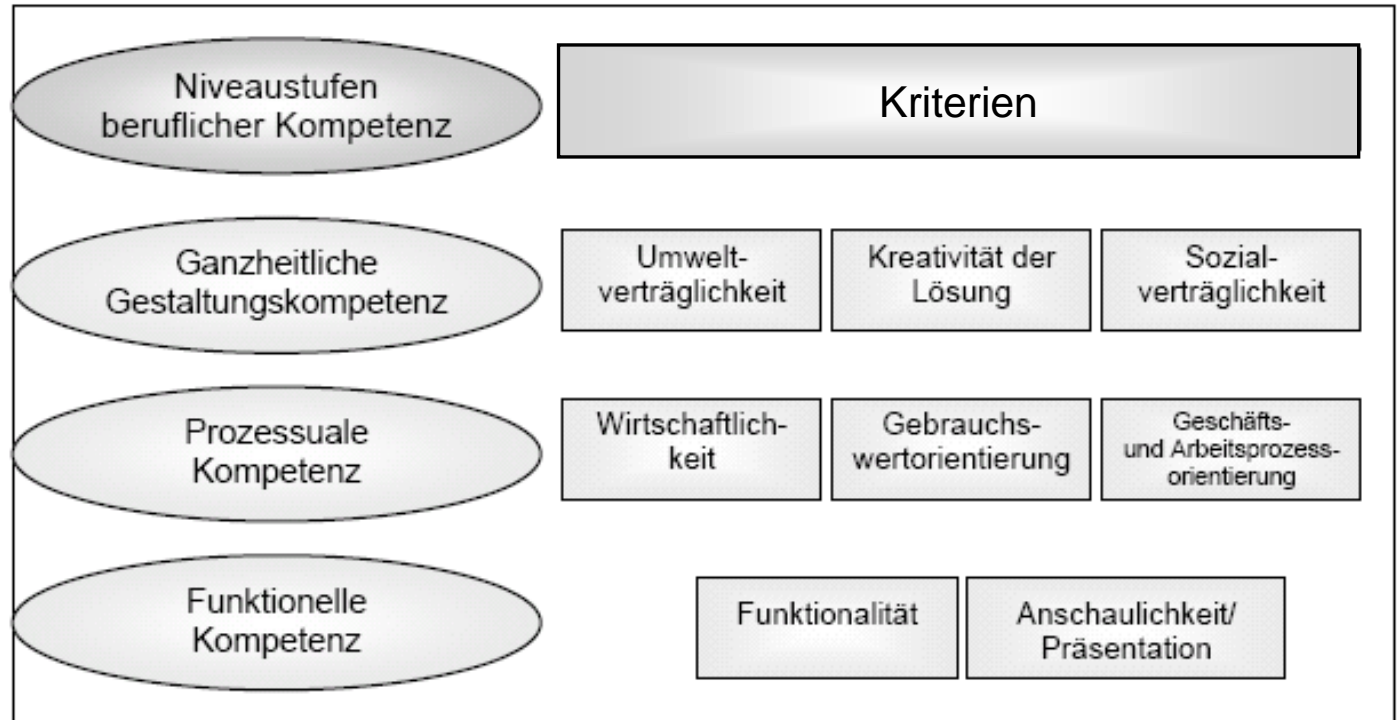 Niveaustufen
beruflicher Kompetenz
Kriterien
Ganzheitliche
Gestaltungskompetenz
Umwelt-
verträglichkeit
Kreativität der
Lösung
Sozial-
verträglichkeit
Prozessuale
Kompetenz
Wirtschaftlich-
keit
Gebrauchs-
wertorientierung
Geschäfts-
und Arbeitsprozess-
orientierung
Funktionelle
Kompetenz
Funktionalität
Anschaulichkeit/
Präsentation